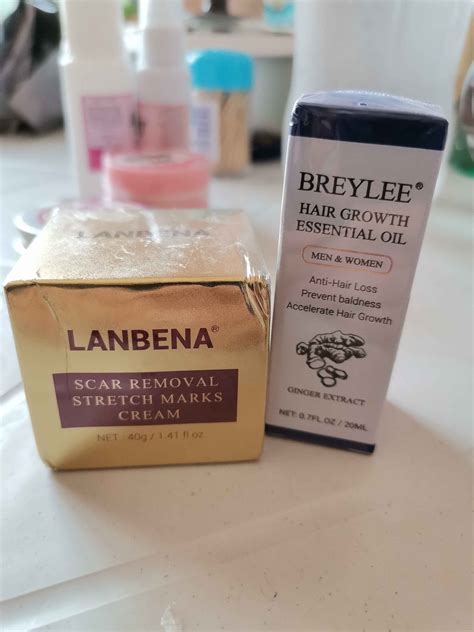 LANBENA
LANBENA®
SCAR REMOVAL
STRETCH MARKS
CREAM
NET : 40g / 1.41 fl oz
BREYLEE®
HAIR GROWTH
ESSENTIAL OIL
MEN & WOMEN
Anti-Hair Loss
Prevent baldness
Accelerate Hair Growth
GINGER EXTRACT
NET: 0.7FL.OZ / 20ML